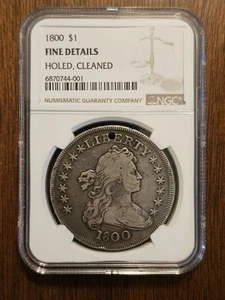 1800 $1
FINE DETAILS
HOLED, CLEANED
6870744-001
NUMISMATIC GUARANTY COMPANY
NGC
LIBERTY
1800